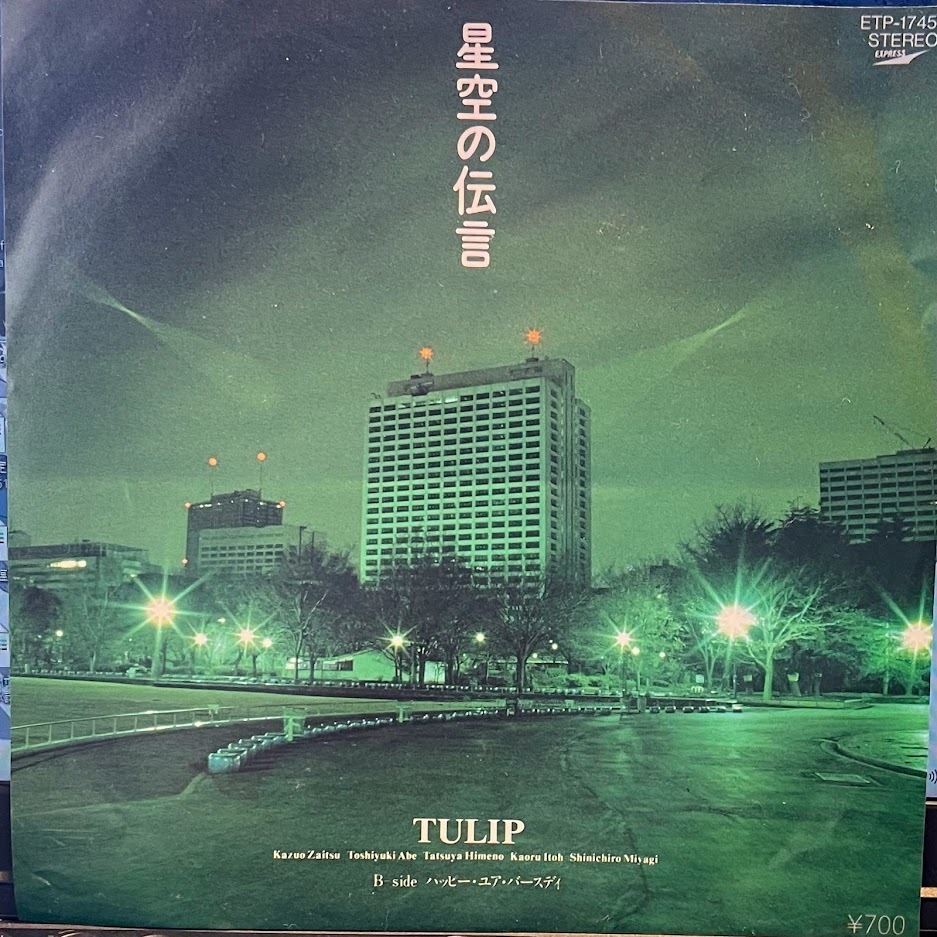 ETP-1745
STEREO
EXPRESS
星空の伝言
TULIP
Kazuo Zaitsu Toshiyuki Abe Tatsuya Himeno Kaoru Itoh Shinichiro Miyagi
B-side ハッピー・ユア・バースディ
¥700